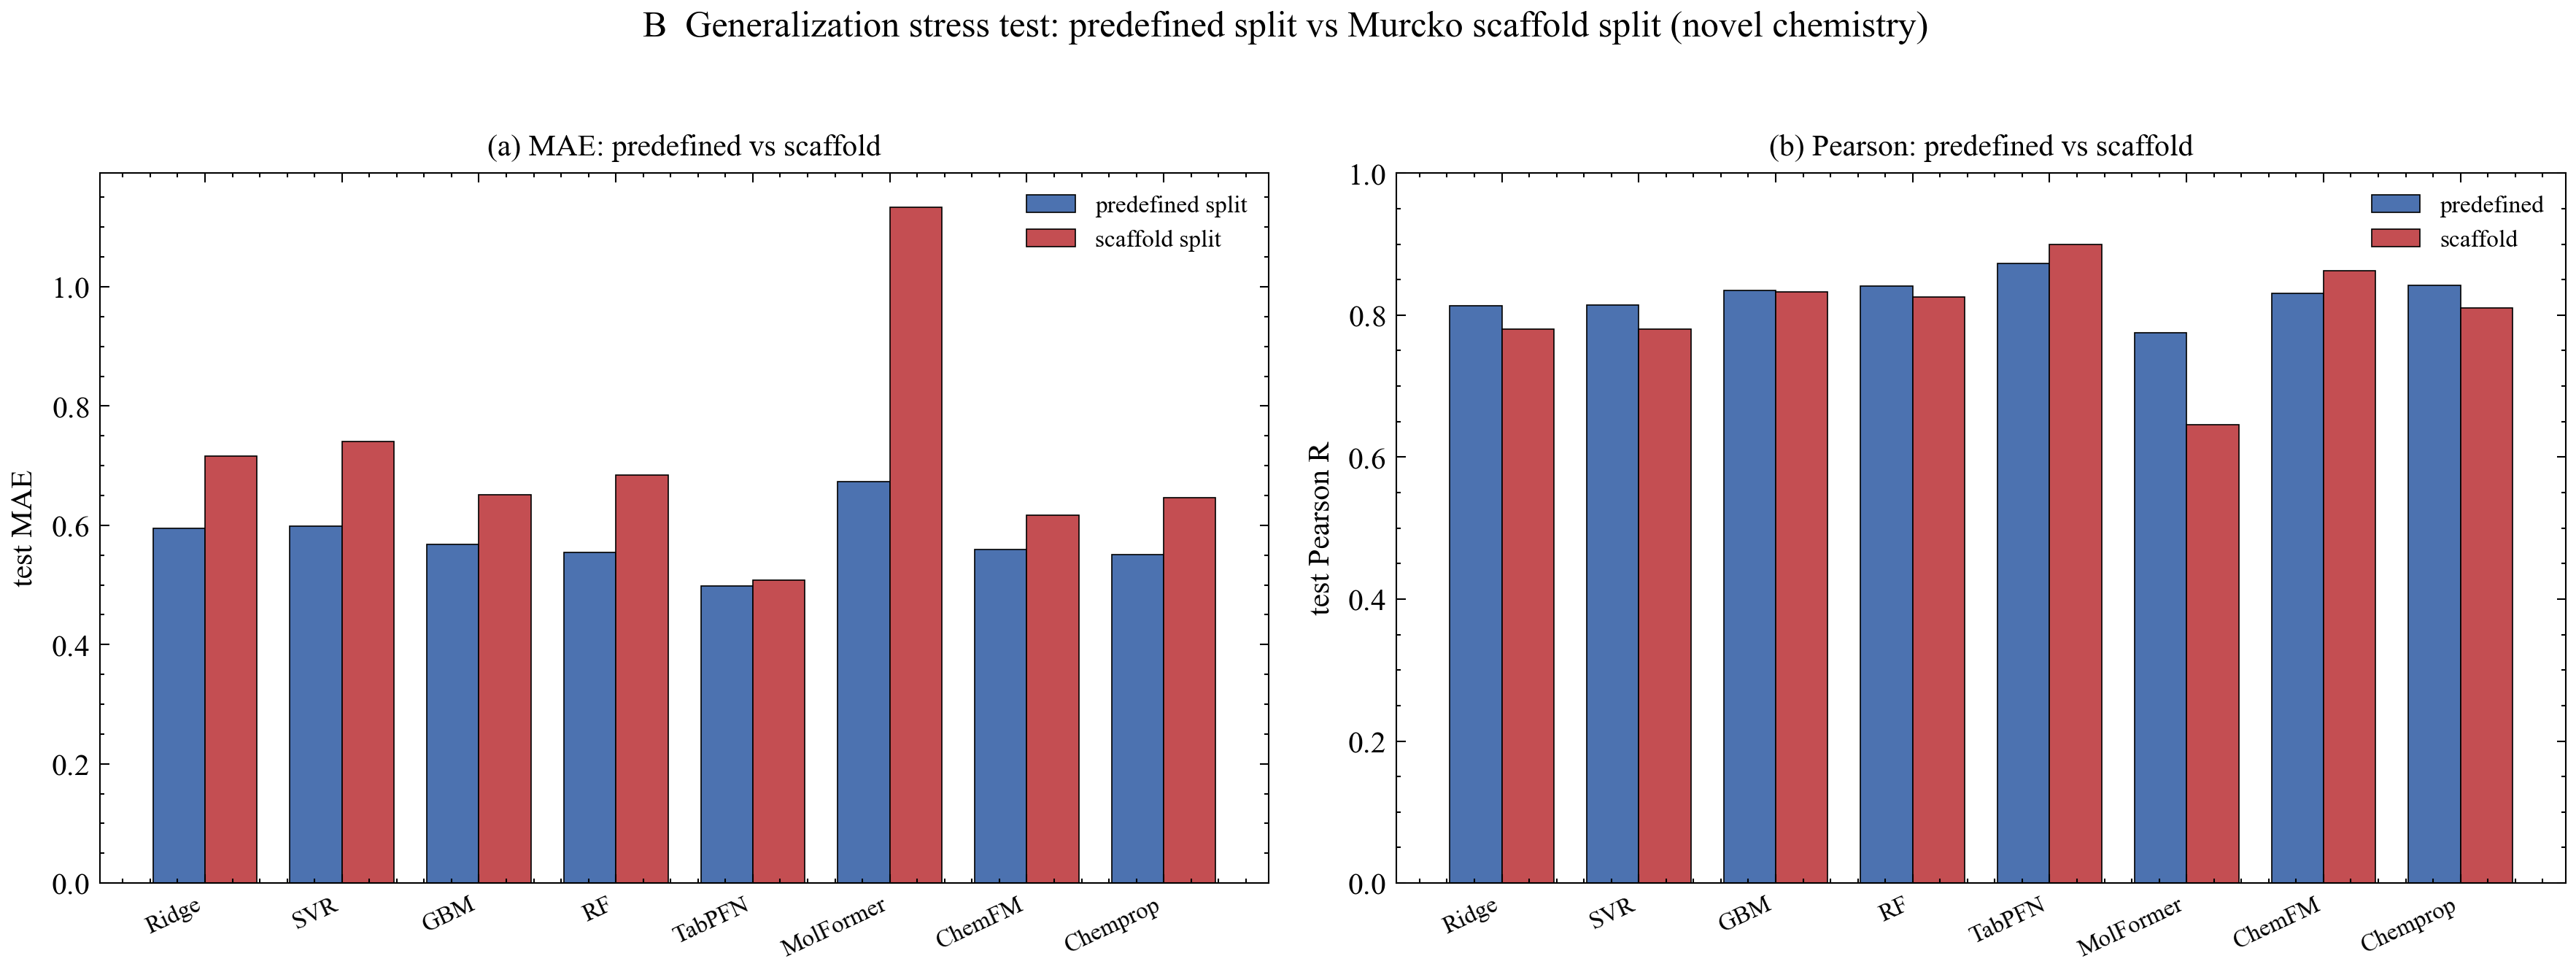 B  Generalization stress test: predefined split vs Murcko scaffold split (novel chemistry)
(a) MAE: predefined vs scaffold
test MAE
1.0
0.8
0.6
0.4
0.2
0.0
predefined split
scaffold split
Ridge
SVR
GBM
RF
TabPFN
MolFormer
ChemFM
Chemprop
(b) Pearson: predefined vs scaffold
test Pearson R
1.0
0.8
0.6
0.4
0.2
0.0
predefined
scaffold
Ridge
SVR
GBM
RF
TabPFN
MolFormer
ChemFM
Chemprop